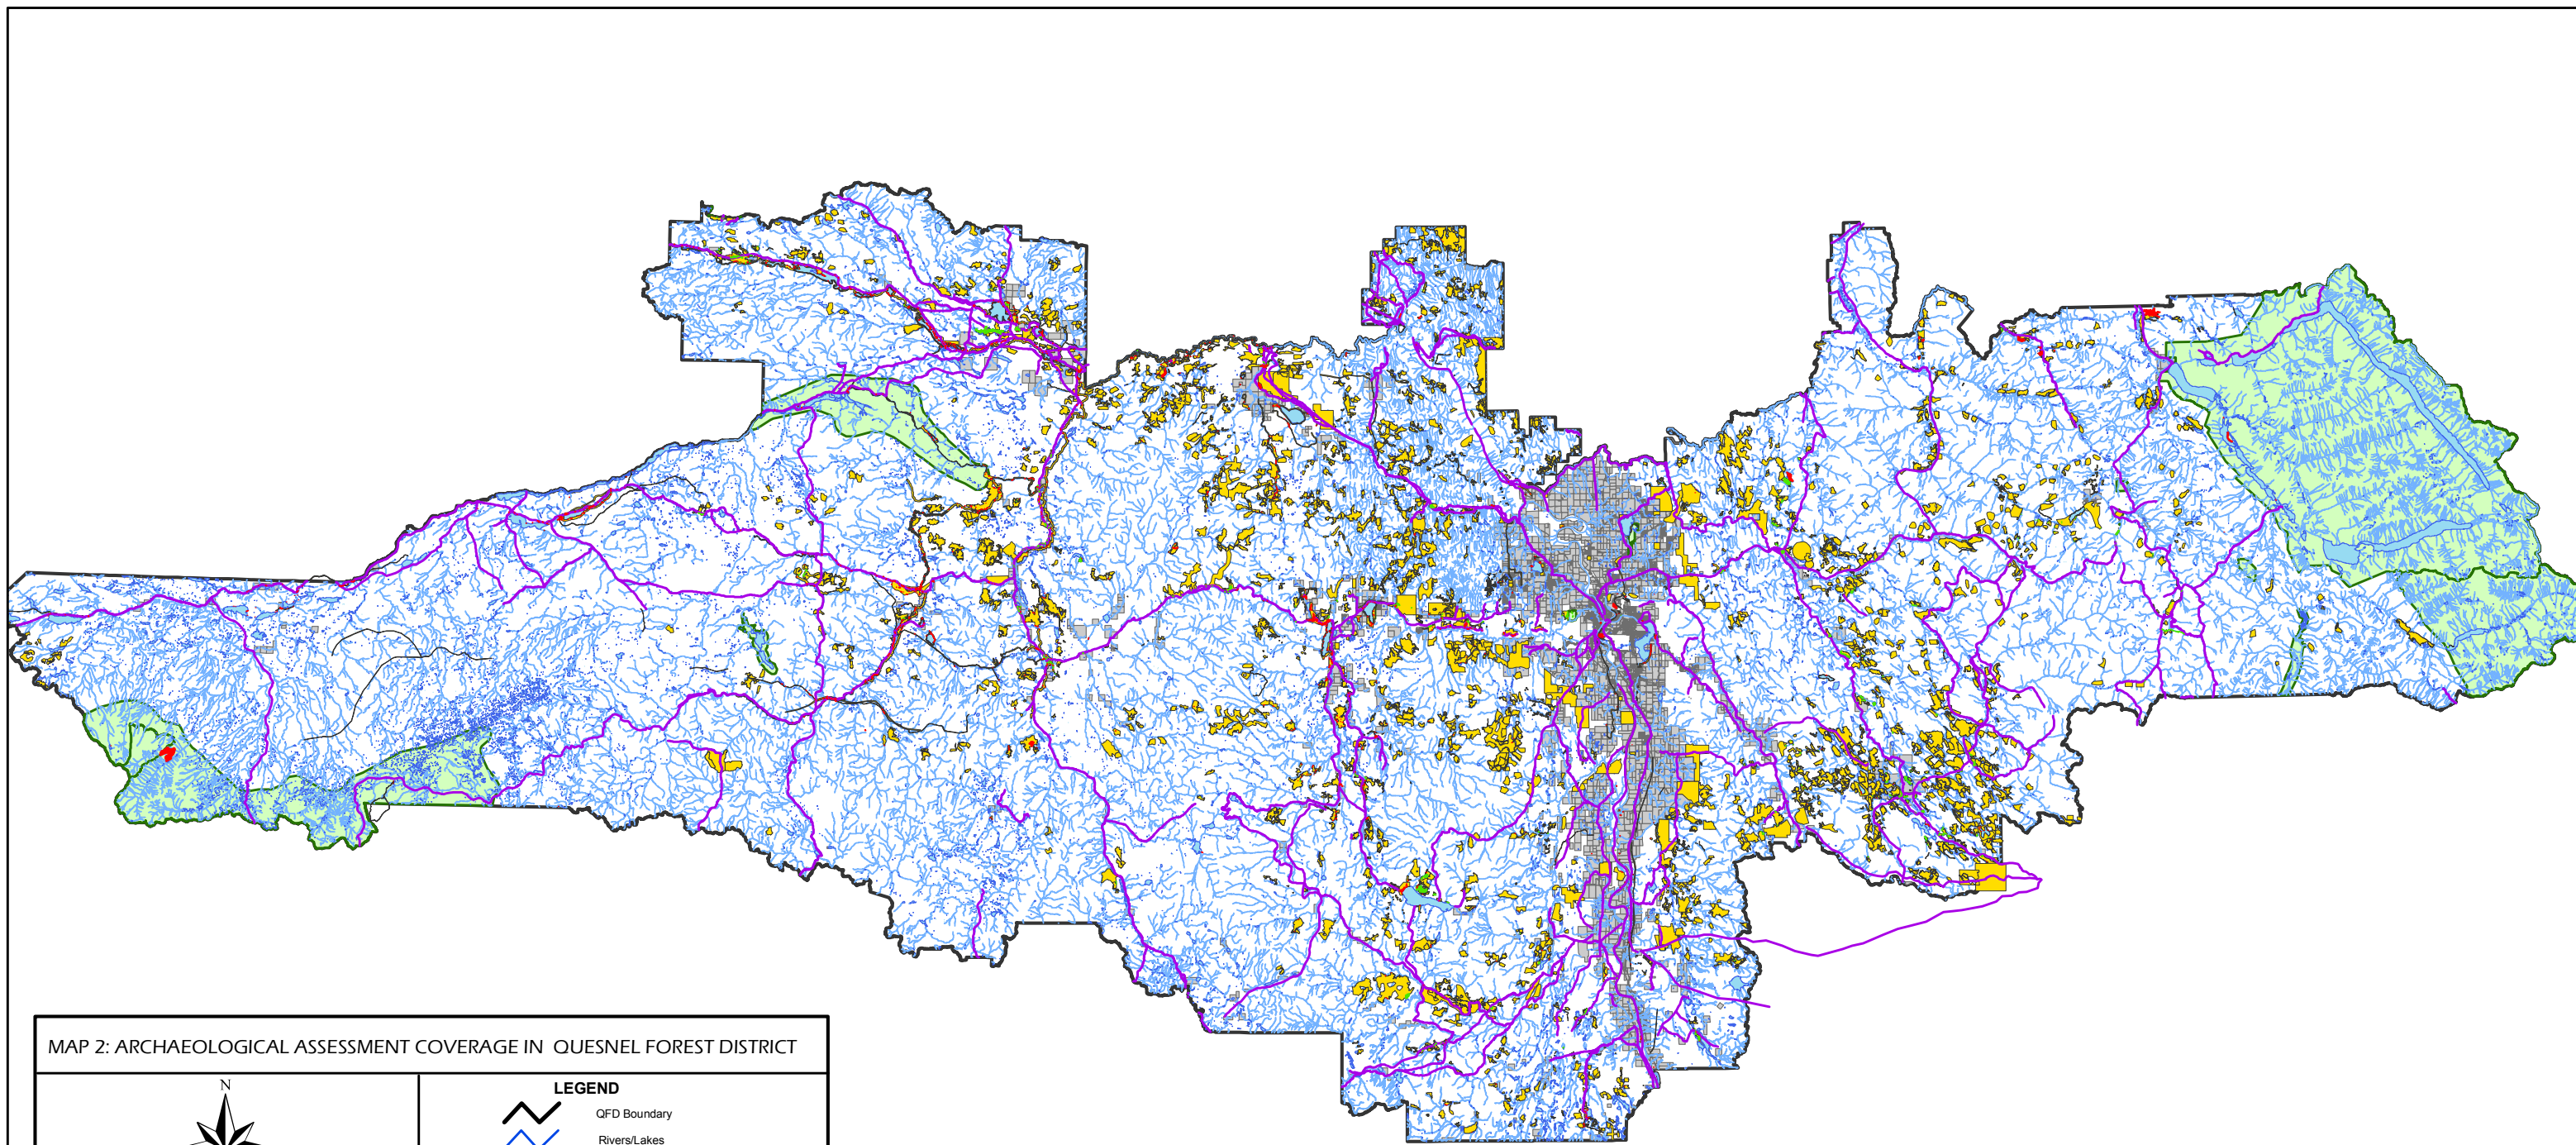 MAP 2: ARCHAEOLOGICAL ASSESSMENT COVERAGE IN QUESNEL FOREST DISTRICT
N
LEGEND
QFD Boundary
Rivers/Lakes